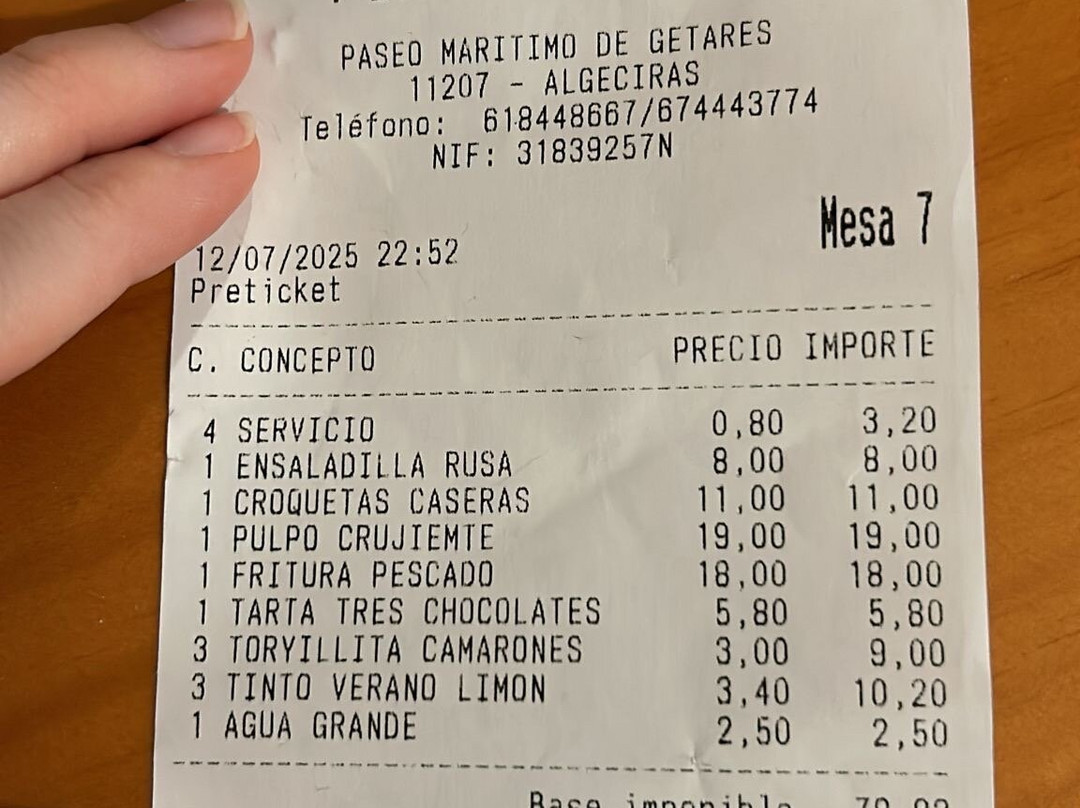 PASEO MARITIMO DE GETARES
11207 - ALGECIRAS
Teléfono: 618448667/674443774
NIF: 31839257N
Mesa 7
12/07/2025 22:52
Preticket
C. CONCEPTO PRECIO IMPORTE
4 SERVICIO 0,80 3,20
1 ENSALADILLA RUSA 8,00 8,00
1 CROQUETAS CASERAS 11,00 11,00
1 PULPO CRUJIEMTE 19,00 19,00
1 FRITURA PESCADO 18,00 18,00
1 TARTA TRES CHOCOLATES 5,80 5,80
3 TORYILLITA CAMARONES 3,00 9,00
3 TINTO VERANO LIMON 3,40 10,20
1 AGUA GRANDE 2,50 2,50
Base imponible